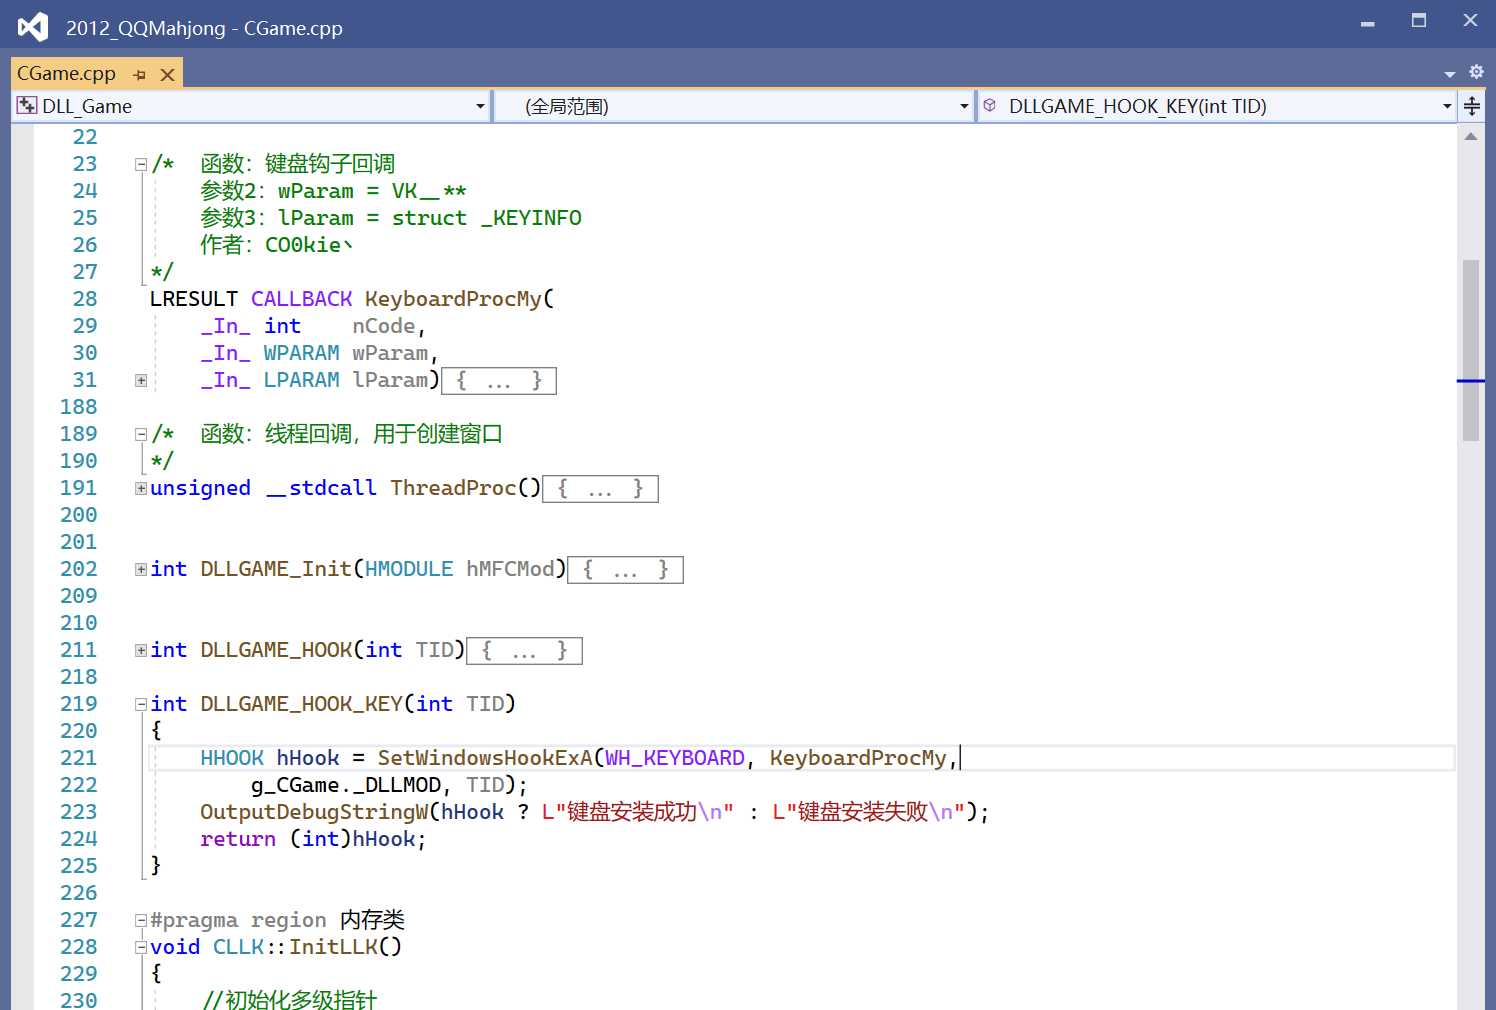 2012_QQMahjong - CGame.cpp
CGame.cpp
DLL_Game (全局范围) DLLGAME_HOOK_KEY(int TID)
22
23 /* 函数：键盘钩子回调
24 参数2：wParam = VK__**
25 参数3：lParam = struct _KEYINFO
26 作者：CO0kie丶
27 */
28 LRESULT CALLBACK KeyboardProcMy(
29 _In_ int nCode,
30 _In_ WPARAM wParam,
31 _In_ LPARAM lParam){ ... }
188
189 /* 函数：线程回调，用于创建窗口
190 */
191 unsigned __stdcall ThreadProc(){ ... }
200
201
202 int DLLGAME_Init(HMODULE hMFCMod){ ... }
209
210
211 int DLLGAME_HOOK(int TID){ ... }
218
219 int DLLGAME_HOOK_KEY(int TID)
220 {
221 HHOOK hHook = SetWindowsHookExA(WH_KEYBOARD, KeyboardProcMy,
222 g_CGame._DLLMOD, TID);
223 OutputDebugStringW(hHook ? L"键盘安装成功\n" : L"键盘安装失败\n");
224 return (int)hHook;
225 }
226
227 #pragma region 内存类
228 void CLLK::InitLLK()
229 {
230 //初始化多级指针